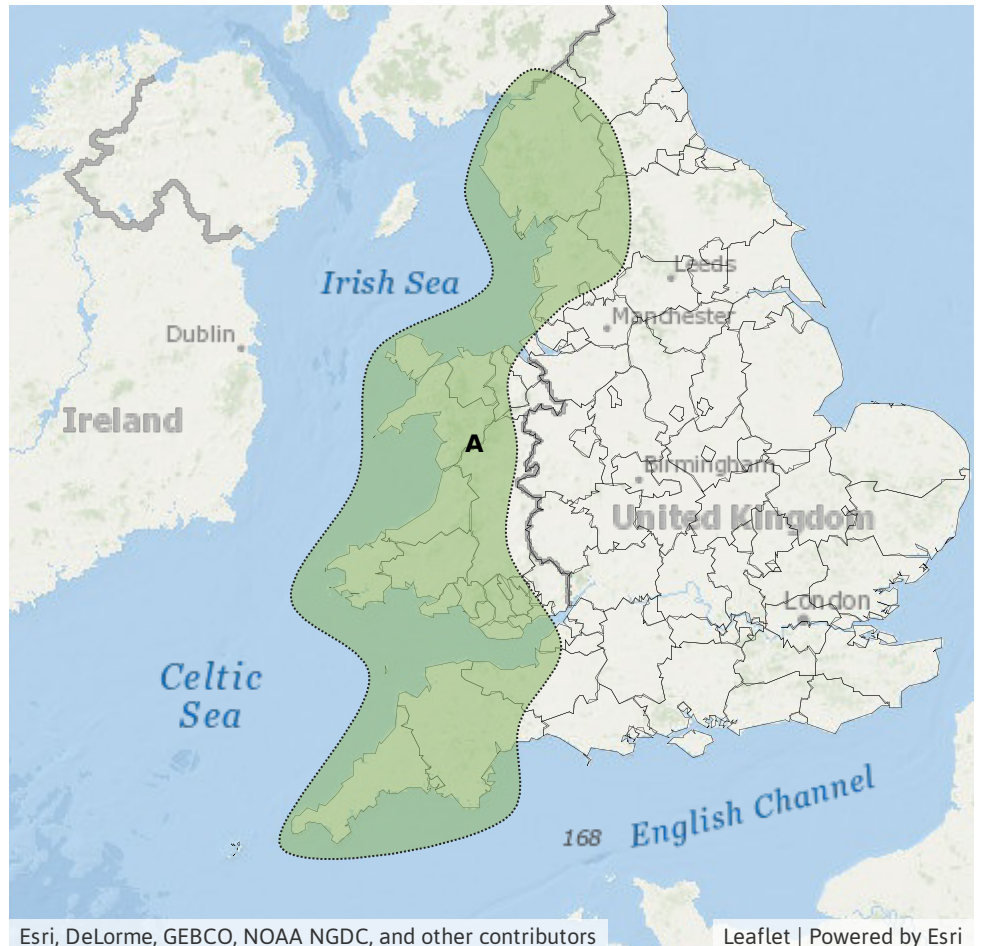 Leeds
Irish Sea
Manchester
Dublin
Ireland
A
Birmingham
United Kingdom
London
Celtic
Sea
English Channel
168
Esri, DeLorme, GEBCO, NOAA NGDC, and other contributors
Leaflet | Powered by Esri